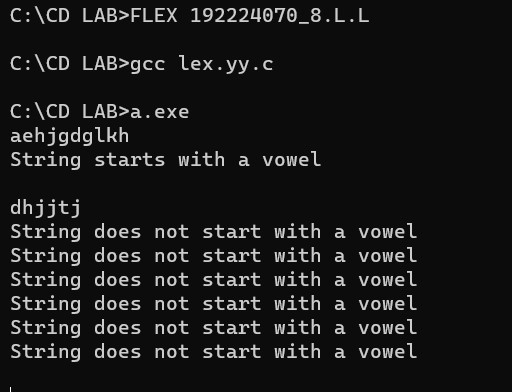 C:\CD LAB>FLEX 192224070_8.L.L
C:\CD LAB>gcc lex.yy.c
C:\CD LAB>a.exe
aehjgdglkh
String starts with a vowel
dhjjtj
String does not start with a vowel
String does not start with a vowel
String does not start with a vowel
String does not start with a vowel
String does not start with a vowel
String does not start with a vowel